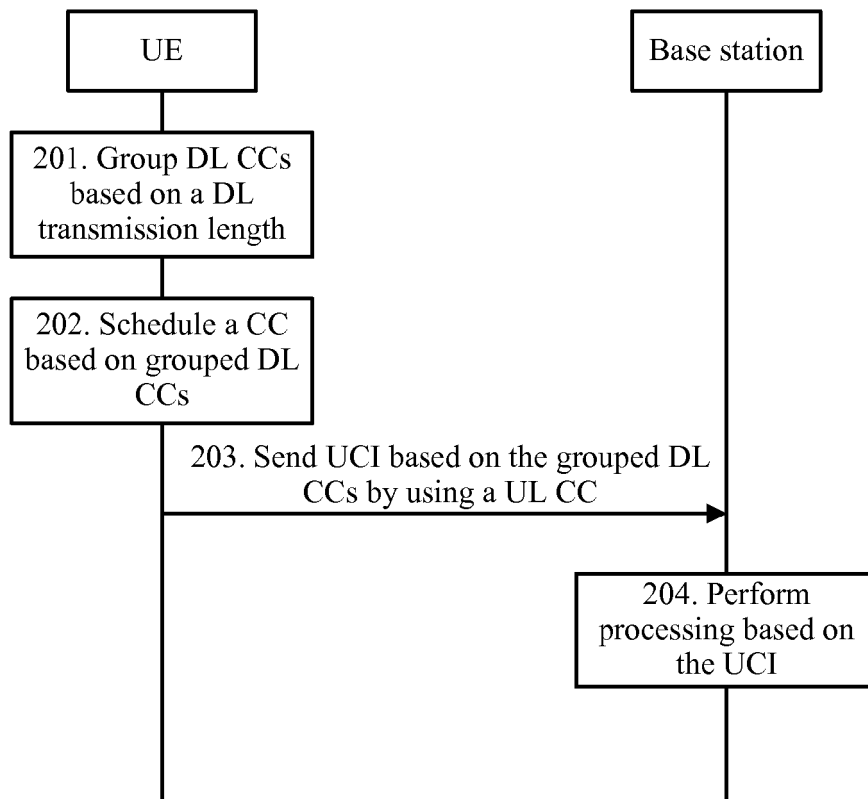 UE
Base station
201. Group DL CCs
based on a DL
transmission length
202. Schedule a CC
based on grouped DL
CCs
203. Send UCI based on the grouped DL
CCs by using a UL CC
204. Perform
processing based on
the UCI